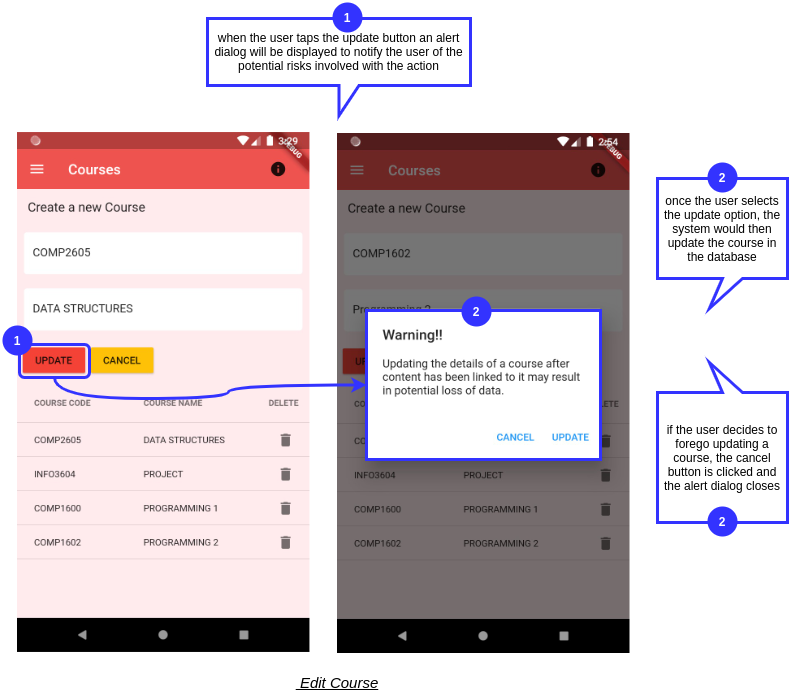 1
when the user taps the update button an alert
dialog will be displayed to notify the user of the
potential risks involved with the action
3:29
DEBUG
Courses
Create a new Course
COMP2605
DATA STRUCTURES
1
UPDATE
CANCEL
COURSE CODE
COURSE NAME
DELETE
COMP2605
DATA STRUCTURES
INFO3604
PROJECT
COMP1600
PROGRAMMING 1
COMP1602
PROGRAMMING 2
2:54
Courses
Create a new Course
COMP1602
Programming 2
2
Warning!!
Updating the details of a course after
content has been linked to it may result
in potential loss of data.
CANCEL
UPDATE
INFO3604
PROJECT
COMP1600
PROGRAMMING 1
COMP1602
PROGRAMMING 2
2
once the user selects
the update option, the
system would then
update the course in
the database
if the user decides to
forego updating a
course, the cancel
button is clicked and
the alert dialog closes
2
Edit Course